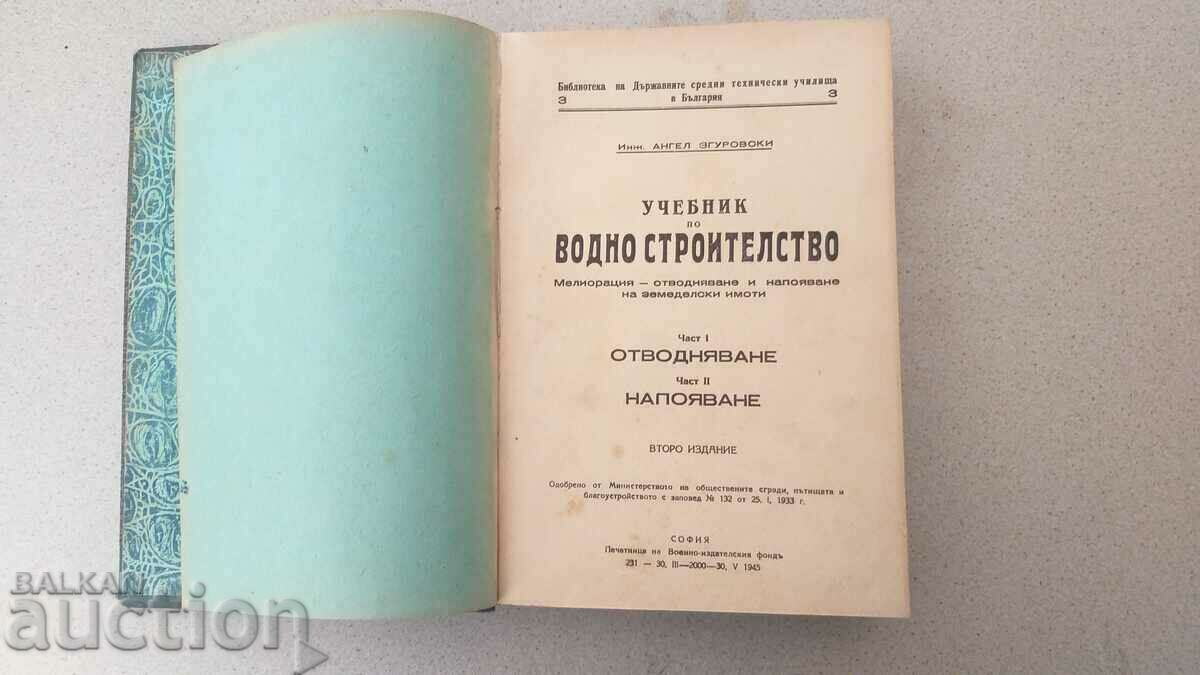 Библиотека на Държавните средни технически училища
3 в България 3
Инж. АНГЕЛ ЗГУРОВСКИ
УЧЕБНИК
по
ВОДНО СТРОИТЕЛСТВО
Мелиорация — отводняване и напояване
на земеделски имоти
Част I
ОТВОДНЯВАНЕ
Част II
НАПОЯВАНЕ
ВТОРО ИЗДАНИЕ
Одобрено от Министерството на обществените сгради, пътищата и
благоустройството с заповед № 132 от 25. I, 1933 г.
СОФИЯ
Печатница на Военно-издателския фондъ
231 — 30, III—2000—30, V 1945
BALKAN
auction